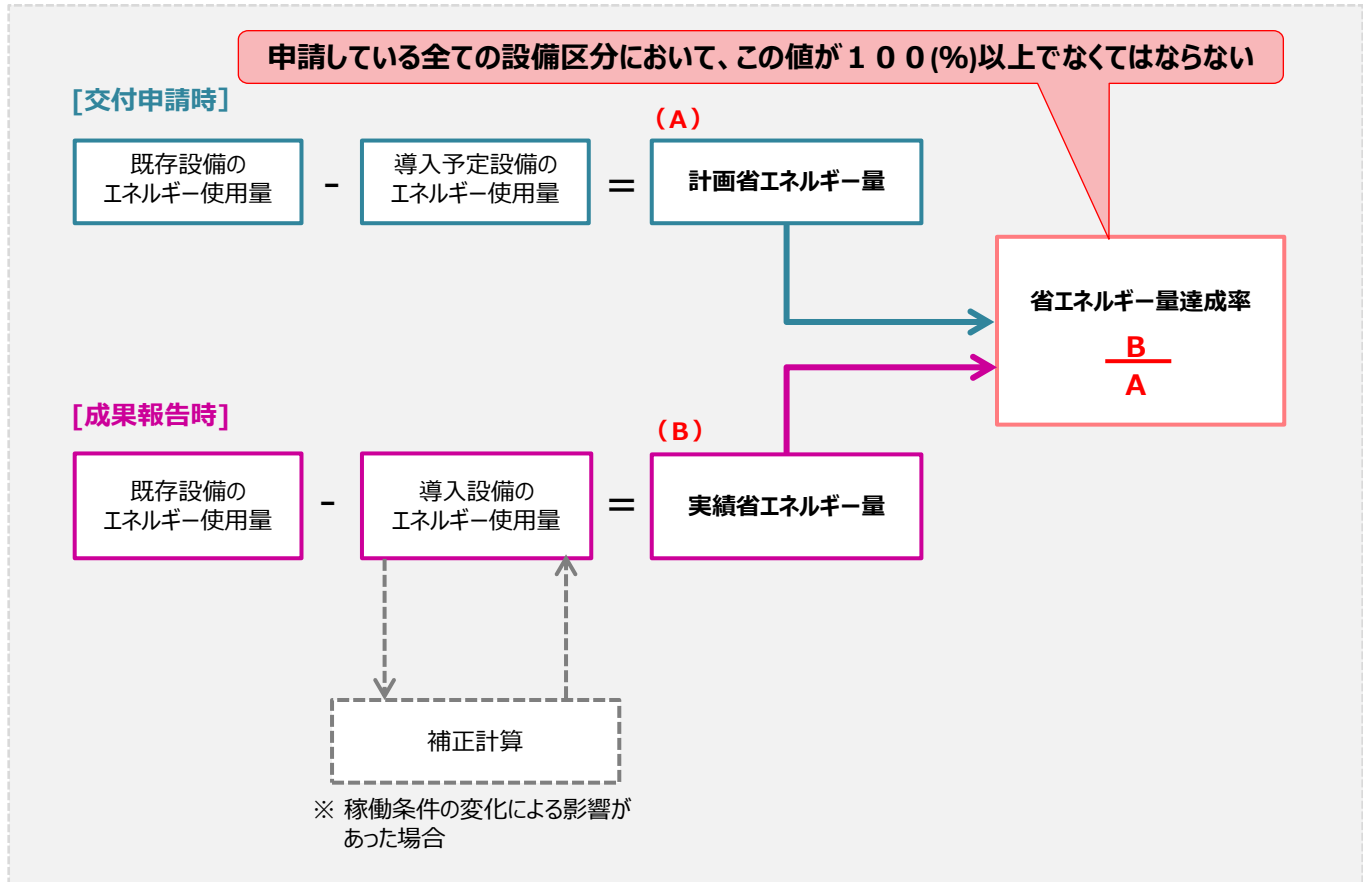 申請している全ての設備区分において、この値が１００(%)以上でなくてはならない
[交付申請時]
（A）
既存設備の
エネルギー使用量
-
導入予定設備の
エネルギー使用量
＝
計画省エネルギー量
省エネルギー量達成率
B
A
[成果報告時]
（B）
既存設備の
エネルギー使用量
-
導入設備の
エネルギー使用量
＝
実績省エネルギー量
補正計算
※ 稼働条件の変化による影響が
あった場合